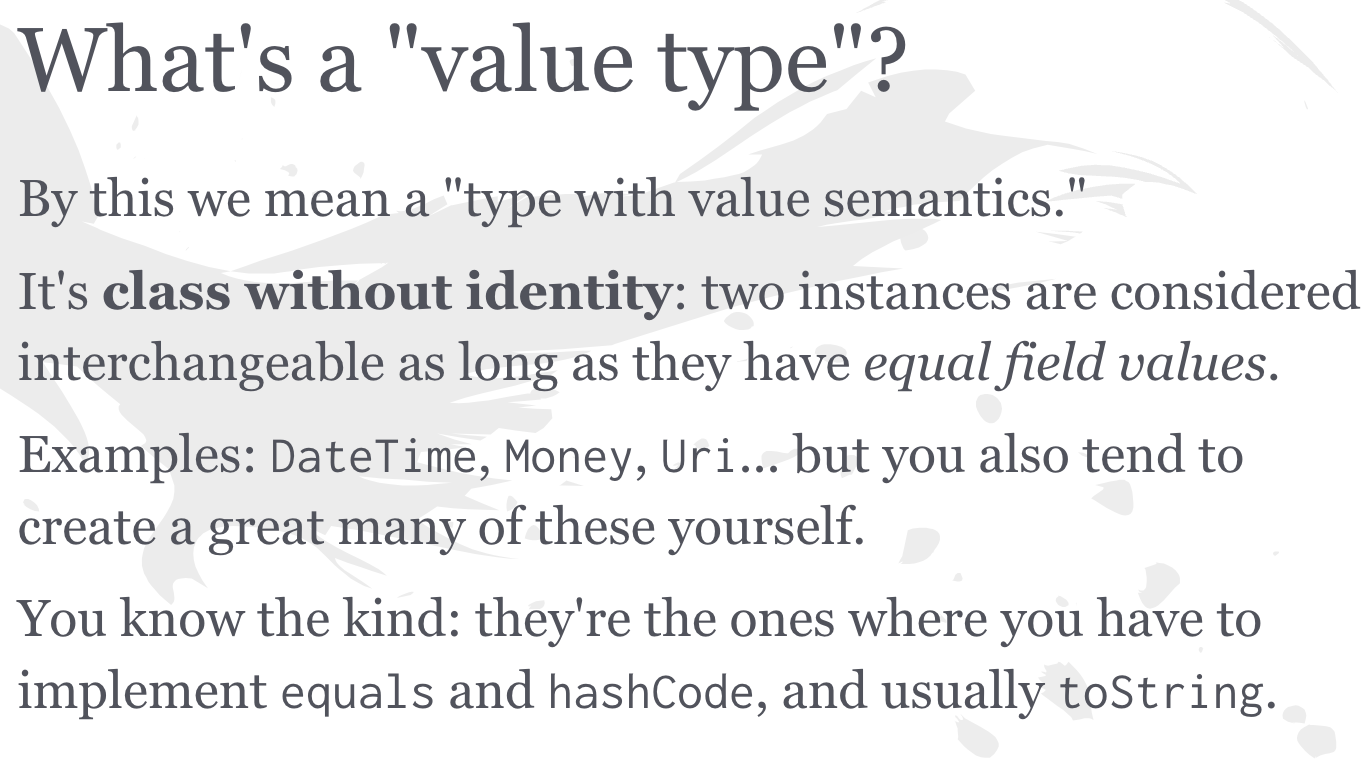 What's a "value type"?
By this we mean a "type with value semantics."
It's class without identity: two instances are considered
interchangeable as long as they have equal field values.
Examples: DateTime, Money, Uri... but you also tend to
create a great many of these yourself.
You know the kind: they're the ones where you have to
implement equals and hashCode, and usually toString.